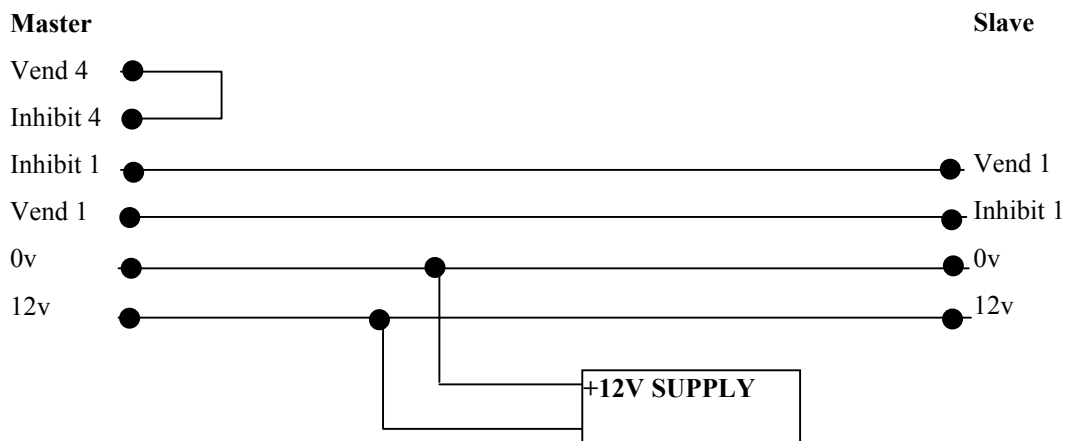 Master Slave
Vend 4
Inhibit 4
Inhibit 1 Vend 1
Vend 1 Inhibit 1
0v 0v
12v 12v
+12V SUPPLY